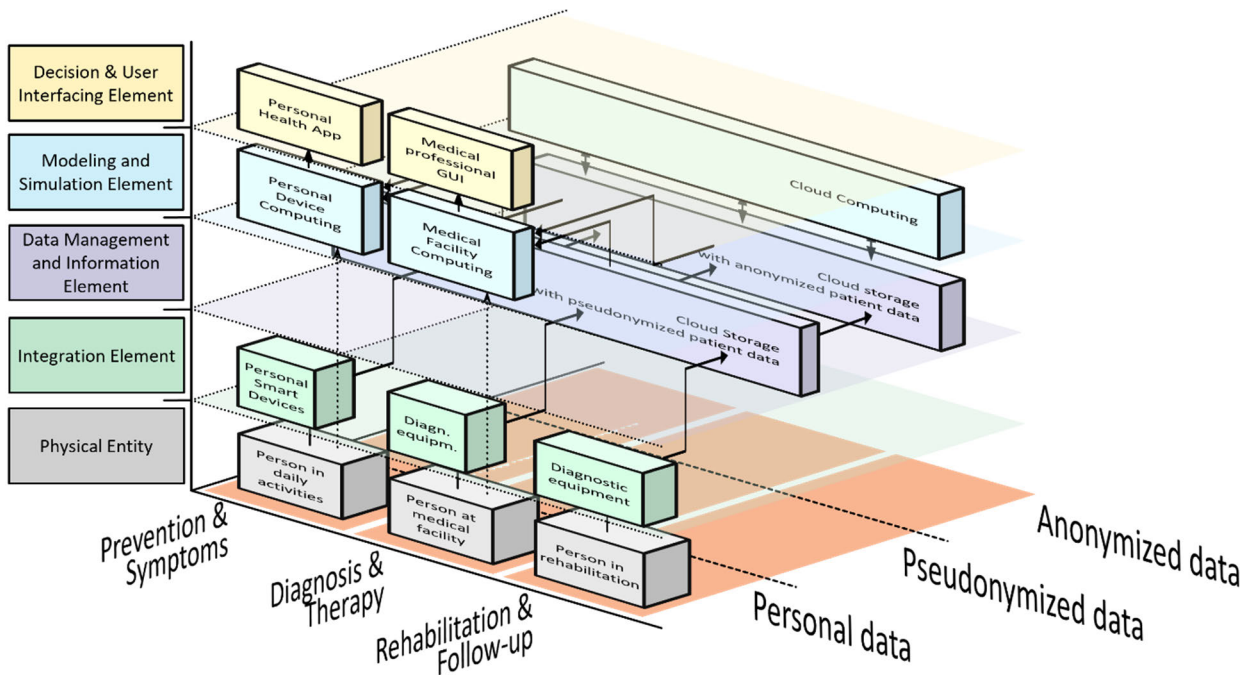 Decision & User
Interfacing Element
Modeling and
Simulation Element
Data Management
and Information
Element
Integration Element
Physical Entity
Personal
Health App
Medical
professional
GUI
Personal
Device
Computing
Medical
Facility
Computing
Cloud Computing
Cloud storage
with anonymized
patient data
Cloud Storage
with pseudonymized
patient data
Personal
Smart
Devices
Diagn.
equipm.
Diagnostic
equipment
Person in
daily
activities
Person at
medical
facility
Person in
rehabilitation
Prevention &
Symptoms
Diagnosis &
Therapy
Rehabilitation &
Follow-up
Personal data
Pseudonymized data
Anonymized data